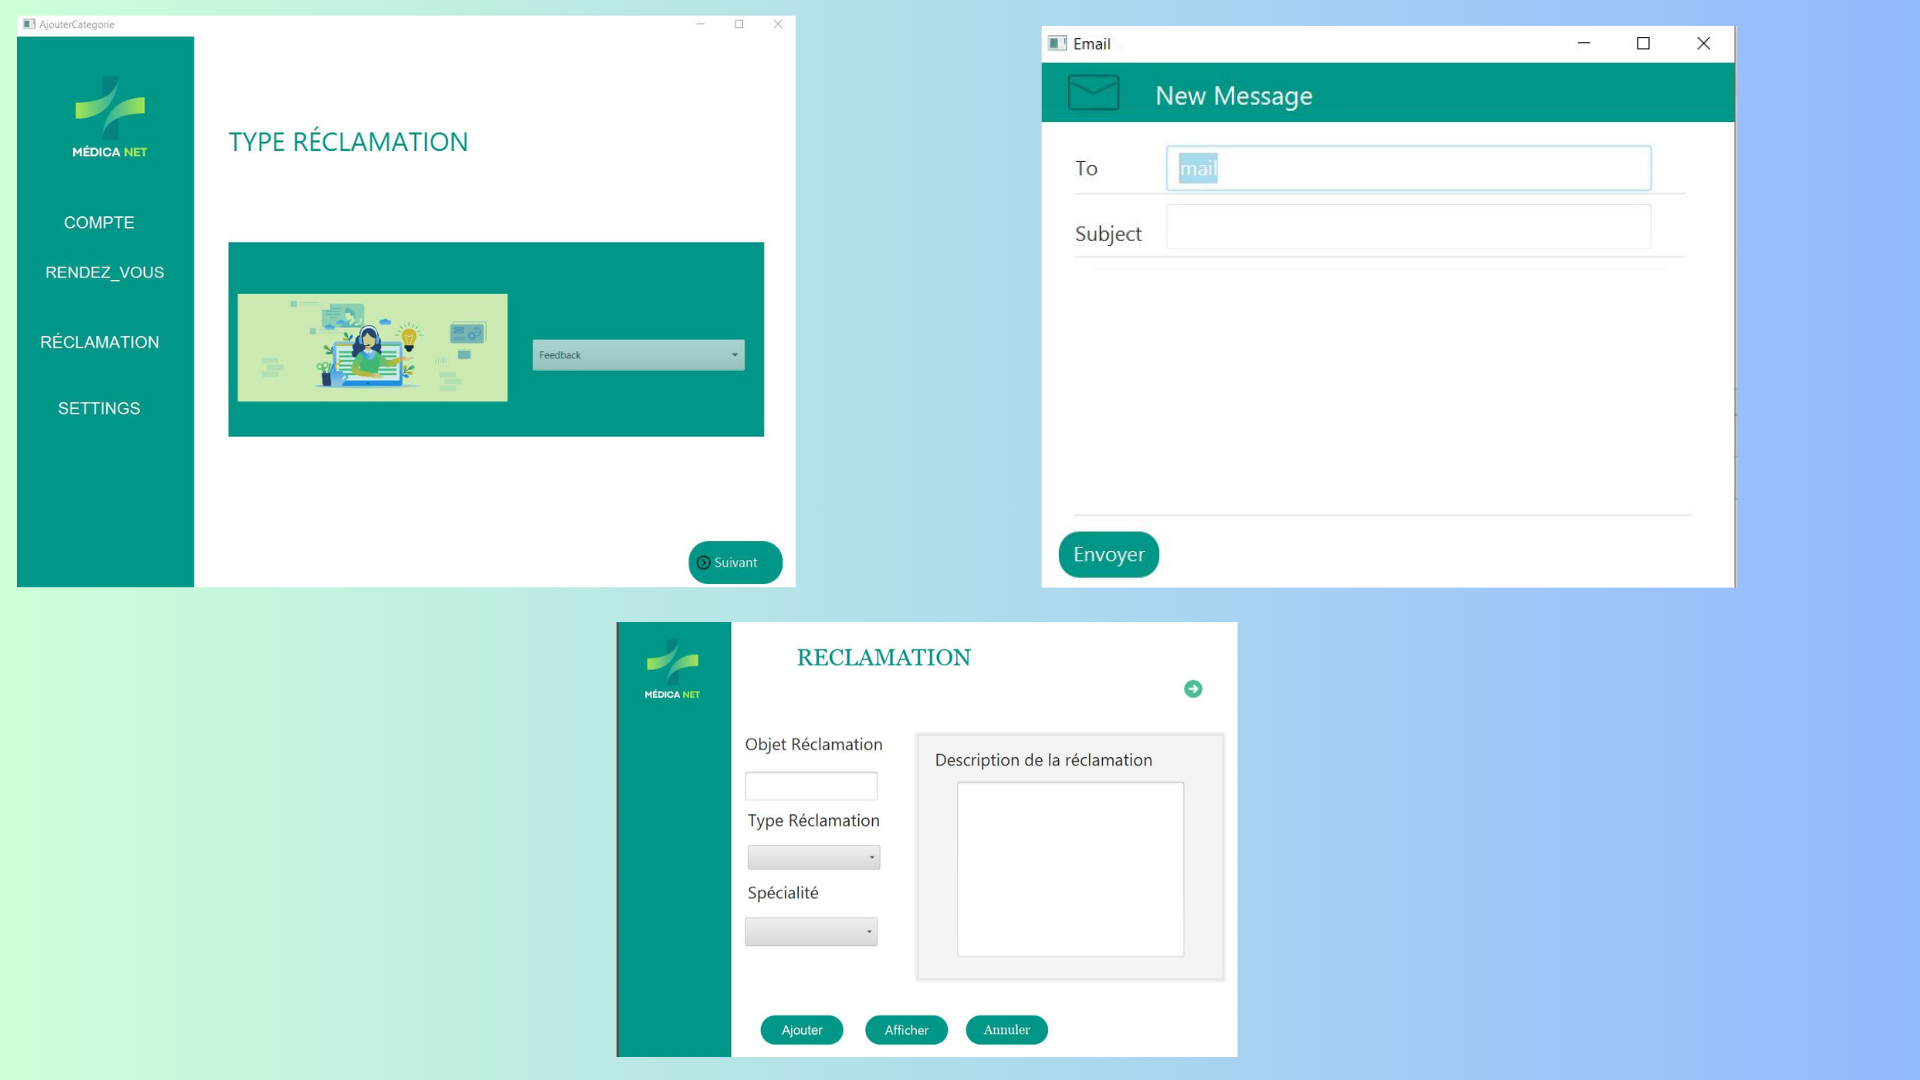 AjouterCategorie
MÉDICA NET
COMPTE
RENDEZ_VOUS
RÉCLAMATION
SETTINGS
TYPE RÉCLAMATION
Feedback
Suivant
Email
New Message
To
mail
Subject
Envoyer
MÉDICA NET
RECLAMATION
Objet Réclamation
Type Réclamation
Spécialité
Description de la réclamation
Ajouter
Afficher
Annuler